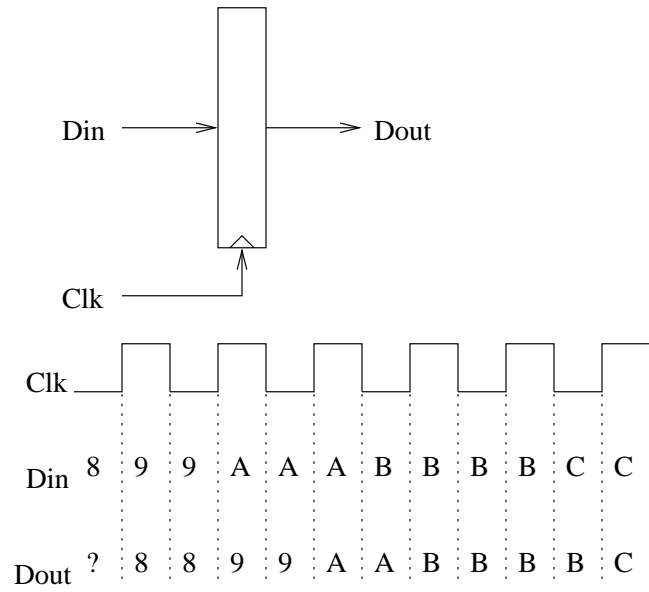 Din Dout
Clk
Clk
Din 8 9 9 A A A B B B B C C
Dout ? 8 8 9 9 A A B B B B C